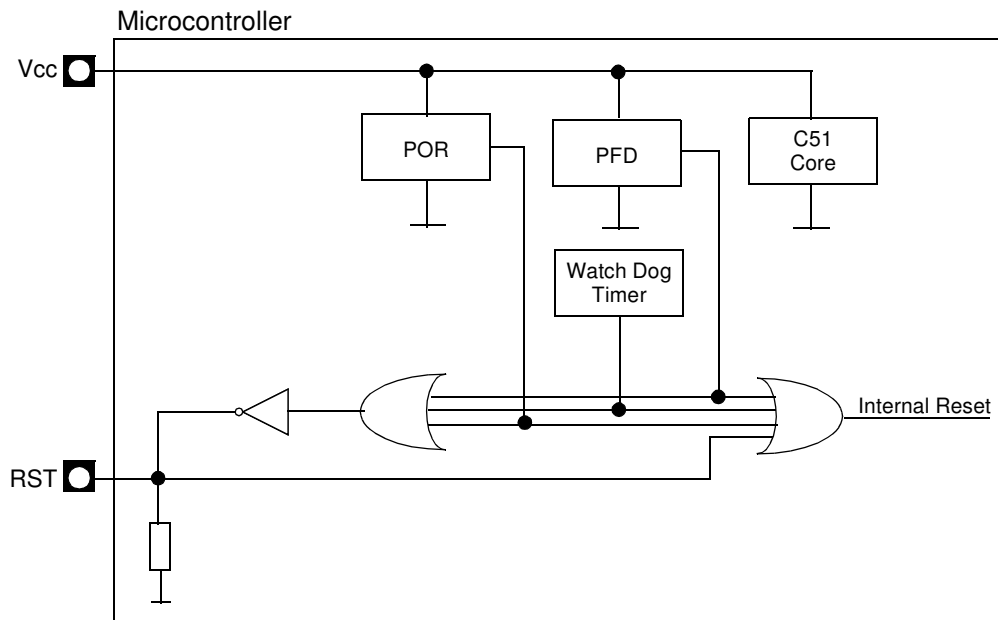 Microcontroller
Vcc
POR
PFD
C51
Core
Watch Dog
Timer
Internal Reset
RST